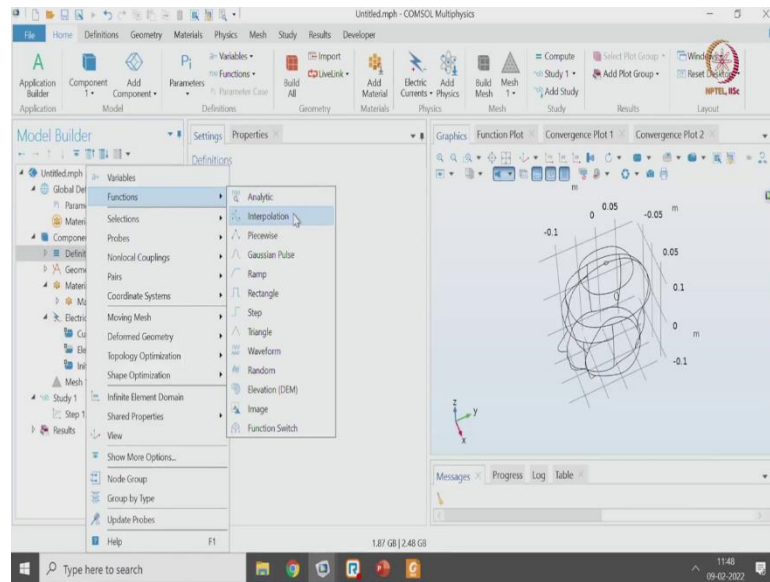 Untitled.mph - COMSOL Multiphysics
File Home Definitions Geometry Materials Physics Mesh Study Results Developer
Application Builder
Component 1
Add Component
Parameters
Variables
Functions
Parameter Case
Build All
Import
LiveLink
Add Material
Electric Currents
Add Physics
Build Mesh
Mesh 1
Compute
Study 1
Add Study
Select Plot Group
Add Plot Group
Reset Desktop
NPTEL, IISc
Application Model Definitions Geometry Materials Physics Mesh Study Results Layout
Model Builder
Settings Properties
Definitions
Graphics Function Plot Convergence Plot 1 Convergence Plot 2
Untitled.mph
Global De
Param
Materi
Compone
Definit
Geom
Materi
Ma
Electric
Cu
Ele
Init
Mesh
Study 1
Step 1
Results
Variables
Functions
Selections
Probes
Nonlocal Couplings
Pairs
Coordinate Systems
Moving Mesh
Deformed Geometry
Topology Optimization
Shape Optimization
Infinite Element Domain
Shared Properties
View
Show More Options...
Node Group
Group by Type
Update Probes
Help F1
Analytic
Interpolation
Piecewise
Gaussian Pulse
Ramp
Rectangle
Step
Triangle
Waveform
Random
Elevation (DEM)
Image
Function Switch
m
0.05 m
0 -0.05
-0.1
0.05
0.1
0 m
-0.1
z
y
x
Messages Progress Log Table
1.87 GB | 2.48 GB
Type here to search
11:48
09-02-2022